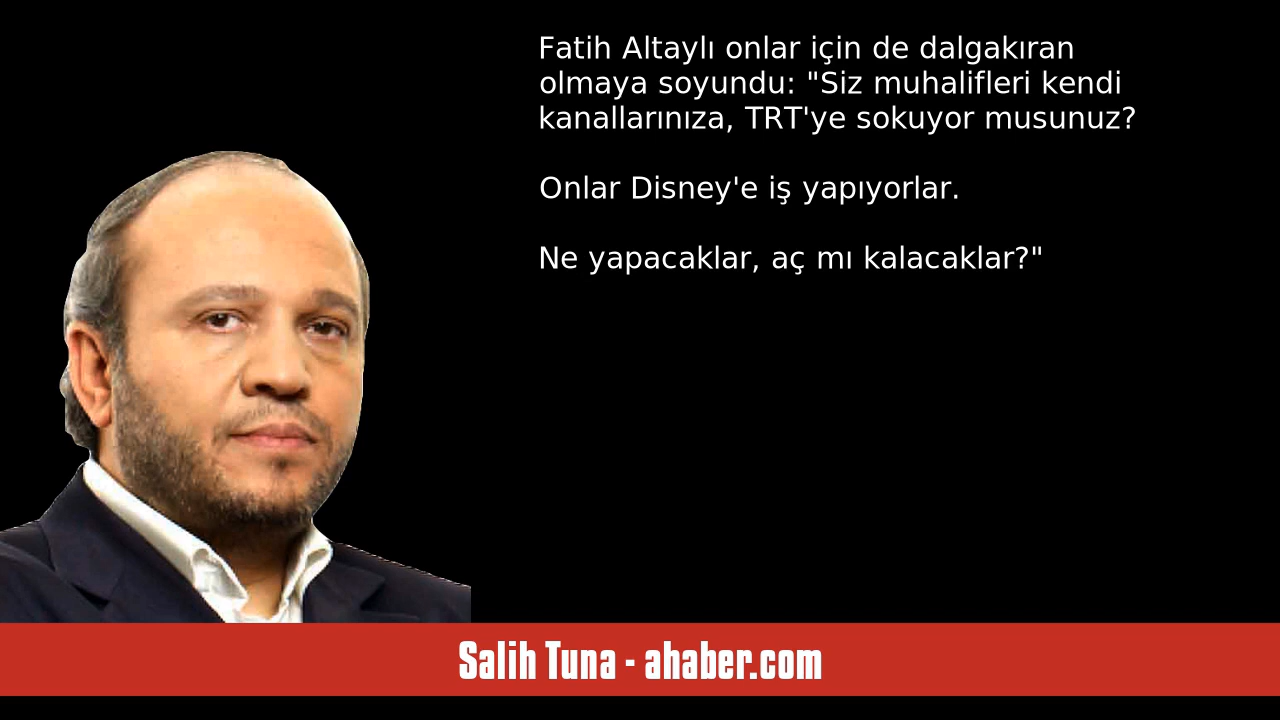 Fatih Altaylı onlar için de dalgakıran
olmaya soyundu: "Siz muhalifleri kendi
kanallarınıza, TRT'ye sokuyor musunuz?
Onlar Disney'e iş yapıyorlar.
Ne yapacaklar, aç mı kalacaklar?"
Salih Tuna - ahaber.com